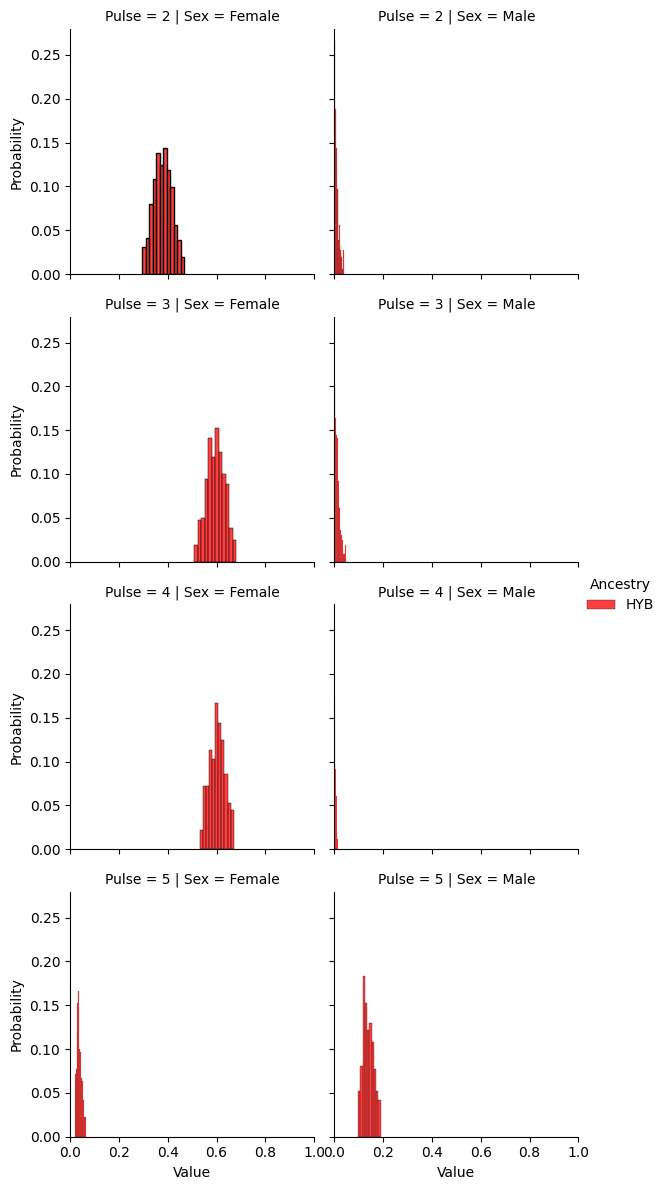 Pulse = 2 | Sex = Female
Pulse = 2 | Sex = Male
0.25
0.20
0.15
0.10
0.05
0.00
Probability
Pulse = 3 | Sex = Female
Pulse = 3 | Sex = Male
0.25
0.20
0.15
0.10
0.05
0.00
Probability
Ancestry
HYB
Pulse = 4 | Sex = Female
Pulse = 4 | Sex = Male
0.25
0.20
0.15
0.10
0.05
0.00
Probability
Pulse = 5 | Sex = Female
Pulse = 5 | Sex = Male
0.25
0.20
0.15
0.10
0.05
0.00
Probability
0.0 0.2 0.4 0.6 0.8 1.0
Value
0.0 0.2 0.4 0.6 0.8 1.0
Value